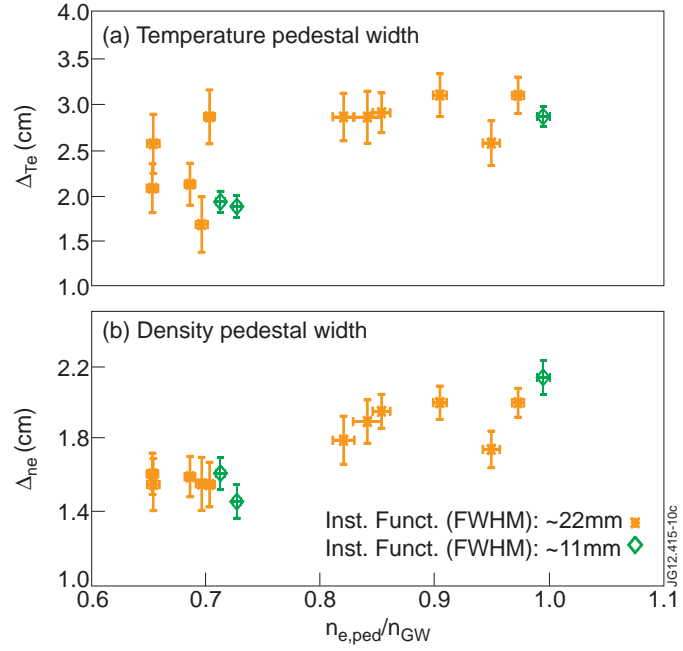 4.0
(a) Temperature pedestal width
3.5
3.0
2.5
2.0
1.5
1.0
ΔTe (cm)
(b) Density pedestal width
2.2
1.8
1.4
1.0
Δne (cm)
Inst. Funct. (FWHM): ~22mm
Inst. Funct. (FWHM): ~11mm
JG12.415-10c
0.6 0.7 0.8 0.9 1.0 1.1
ne,ped/nGW